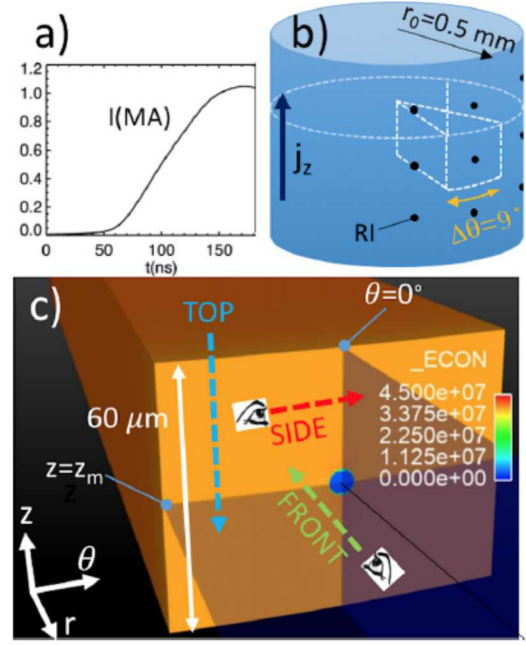 a)
1.2
1.0
0.8
0.6
0.4
0.2
0.0
I(MA)
0
50
100
150
t(ns)
b)
r₀=0.5 mm
j_z
RI
Δθ=9°
c)
TOP
θ=0°
_ECON
4.500e+07
3.375e+07
2.250e+07
1.125e+07
0.000e+00
60 μm
SIDE
z=z_m
z
FRONT
z
θ
r